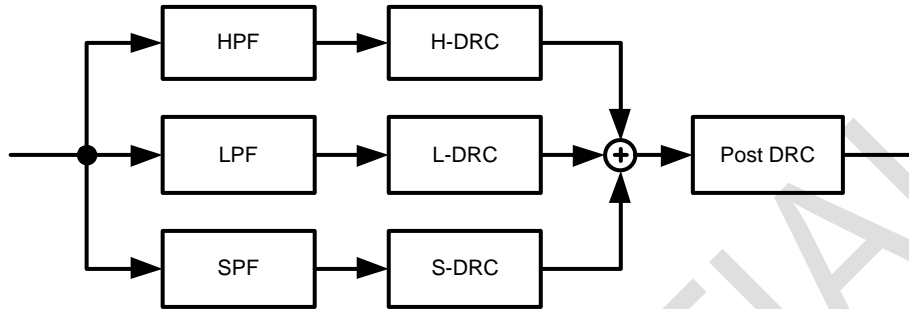 HPF
H-DRC
LPF
L-DRC
+
Post DRC
SPF
S-DRC